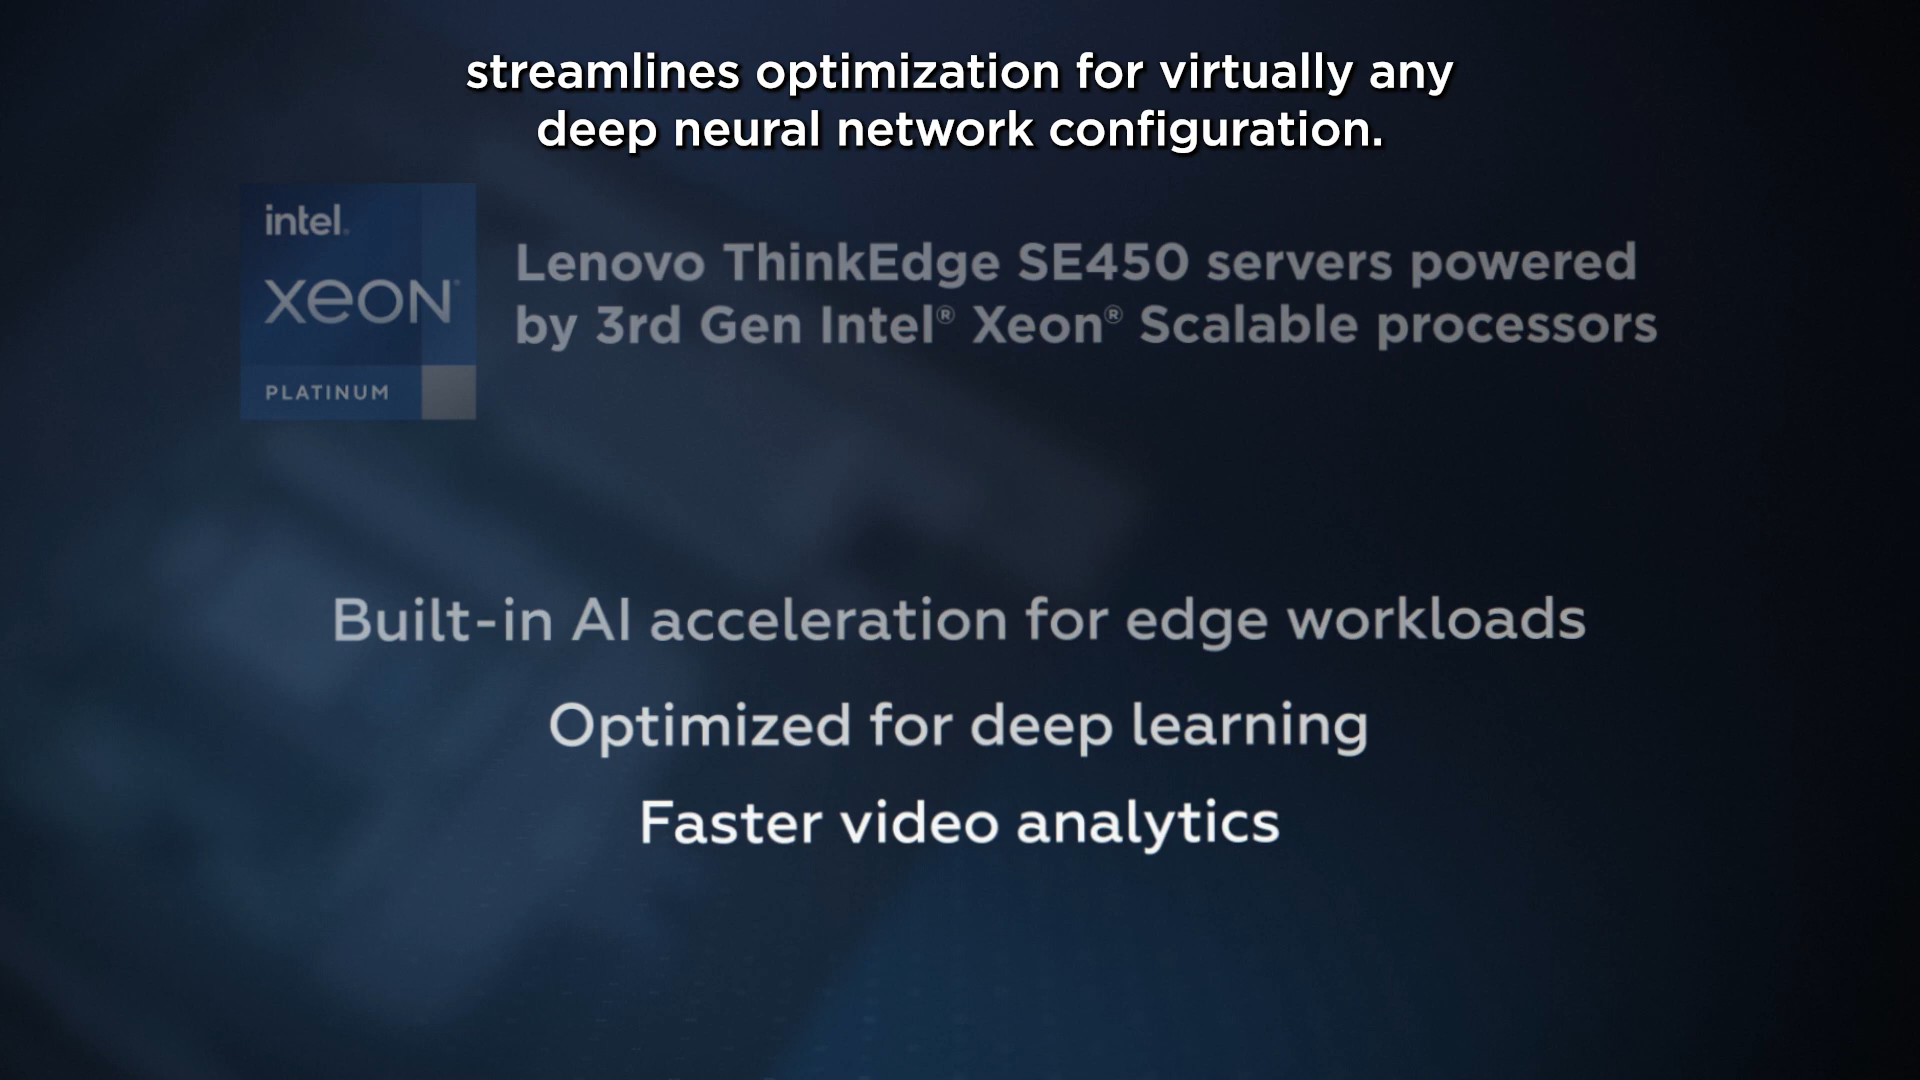 streamlines optimization for virtually any
deep neural network configuration.
intel.
xeon®
PLATINUM
Lenovo ThinkEdge SE450 servers powered
by 3rd Gen Intel® Xeon® Scalable processors
Built-in AI acceleration for edge workloads
Optimized for deep learning
Faster video analytics